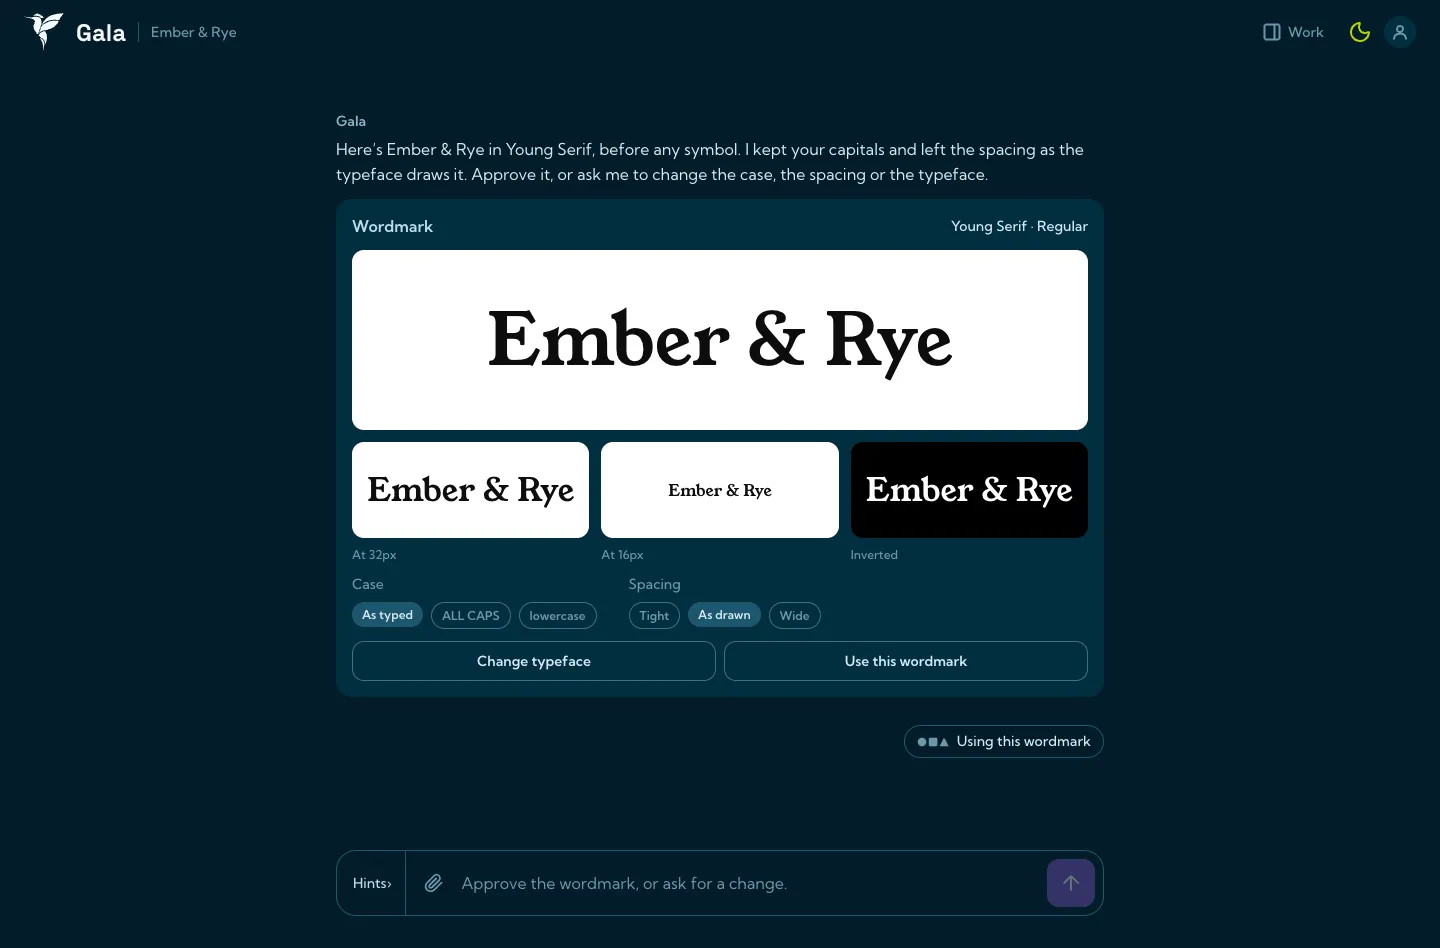 Gala
Ember & Rye
Work
Gala
Here's Ember & Rye in Young Serif, before any symbol. I kept your capitals and left the spacing as the
typeface draws it. Approve it, or ask me to change the case, the spacing or the typeface.
Wordmark
Young Serif · Regular
Ember & Rye
Ember & Rye
Ember & Rye
Ember & Rye
At 32px
At 16px
Inverted
Case
Spacing
As typed
ALL CAPS
lowercase
Tight
As drawn
Wide
Change typeface
Use this wordmark
Using this wordmark
Hints›
Approve the wordmark, or ask for a change.